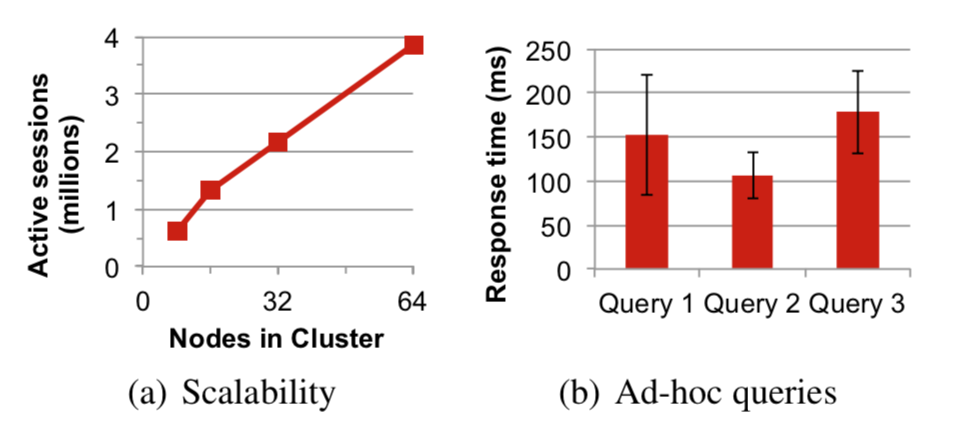 Active sessions
(millions)
4
3
2
1
0
0 32 64
Nodes in Cluster
(a) Scalability
Response time (ms)
250
200
150
100
50
0
Query 1 Query 2 Query 3
(b) Ad-hoc queries